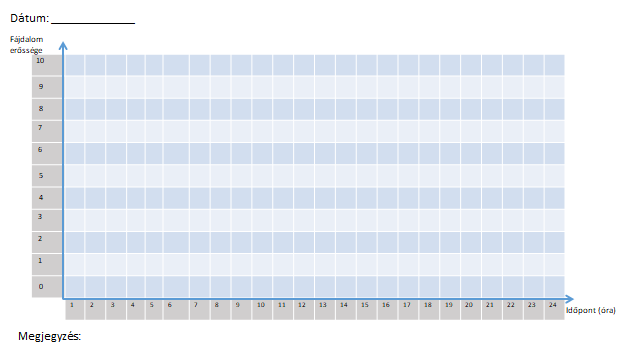 Dátum: ______________
Fájdalom
erőssége
10
9
8
7
6
5
4
3
2
1
0
1 2 3 4 5 6 7 8 9 10 11 12 13 14 15 16 17 18 19 20 21 22 23 24
Időpont (óra)
Megjegyzés: